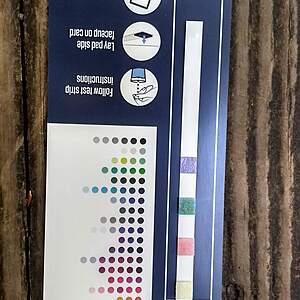 Follow test strip
instructions
Lay pad side
faceup on card